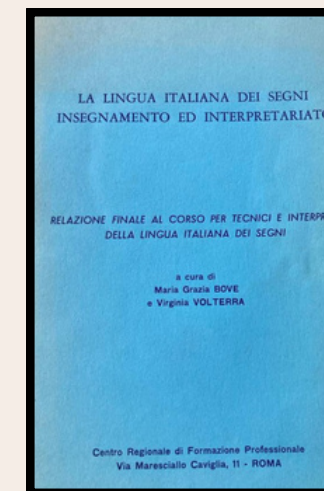 LA LINGUA ITALIANA DEI SEGNI
INSEGNAMENTO ED INTERPRETARIATO
RELAZIONE FINALE AL CORSO PER TECNICI E
DELLA LINGUA ITALIANA DEI SEGNI
a cura di
Maria Grazia BOVE
e Virginia VOLTERRA
Centro Regionale di Formazione Professionale
Via Maresciallo Caviglia, 11 - ROMA